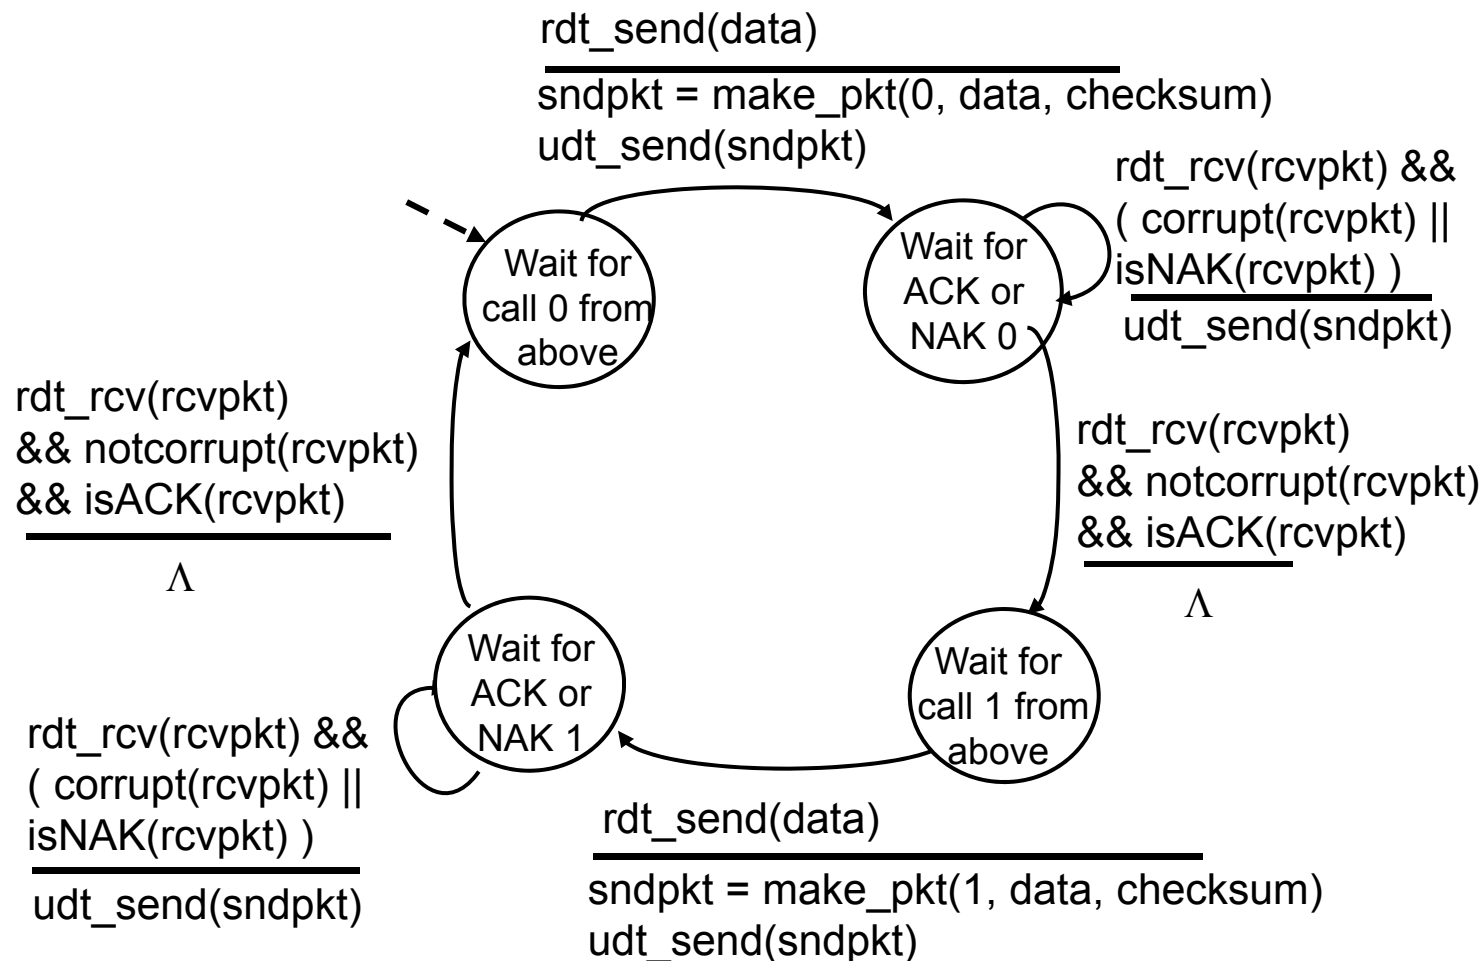 rdt_send(data)
sndpkt = make_pkt(0, data, checksum)
udt_send(sndpkt)
rdt_rcv(rcvpkt) &&
( corrupt(rcvpkt) ||
isNAK(rcvpkt) )
udt_send(sndpkt)
Wait for
call 0 from
above
Wait for
ACK or
NAK 0
rdt_rcv(rcvpkt)
&& notcorrupt(rcvpkt)
&& isACK(rcvpkt)
Λ
rdt_rcv(rcvpkt)
&& notcorrupt(rcvpkt)
&& isACK(rcvpkt)
Λ
Wait for
ACK or
NAK 1
Wait for
call 1 from
above
rdt_rcv(rcvpkt) &&
( corrupt(rcvpkt) ||
isNAK(rcvpkt) )
udt_send(sndpkt)
rdt_send(data)
sndpkt = make_pkt(1, data, checksum)
udt_send(sndpkt)